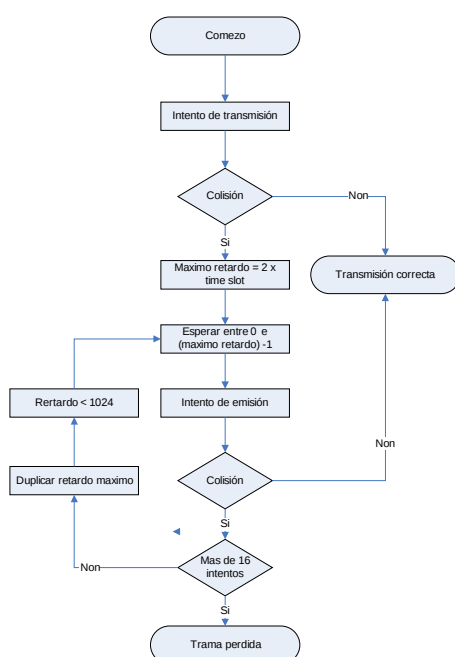 Comezo
Intento de transmisión
Colisión
Non
Si
Maximo retardo = 2 x
time slot
Transmisión correcta
Esperar entre 0 e
(maximo retardo) -1
Rertardo < 1024
Intento de emisión
Non
Duplicar retardo maximo
Colisión
Si
Mas de 16
intentos
Non
Si
Trama perdida